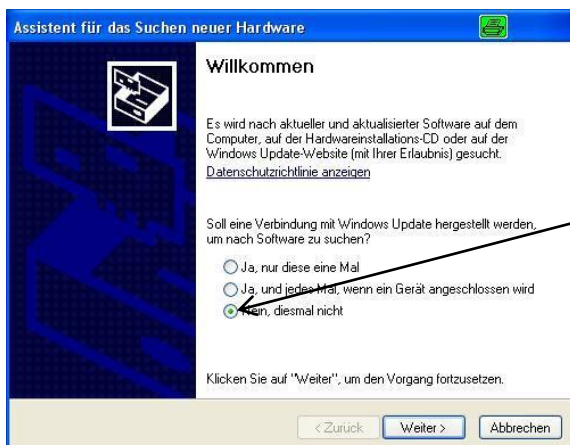 Assistent für das Suchen neuer Hardware
Willkommen
Es wird nach aktueller und aktualisierter Software auf dem
Computer, auf der Hardwareinstallations-CD oder auf der
Windows Update-Website (mit Ihrer Erlaubnis) gesucht.
Datenschutzrichtlinie anzeigen
Soll eine Verbindung mit Windows Update hergestellt werden,
um nach Software zu suchen?
Ja, nur diese eine Mal
Ja, und jedes Mal, wenn ein Gerät angeschlossen wird
Nein, diesmal nicht
Klicken Sie auf "Weiter", um den Vorgang fortzusetzen.
< Zurück Weiter > Abbrechen